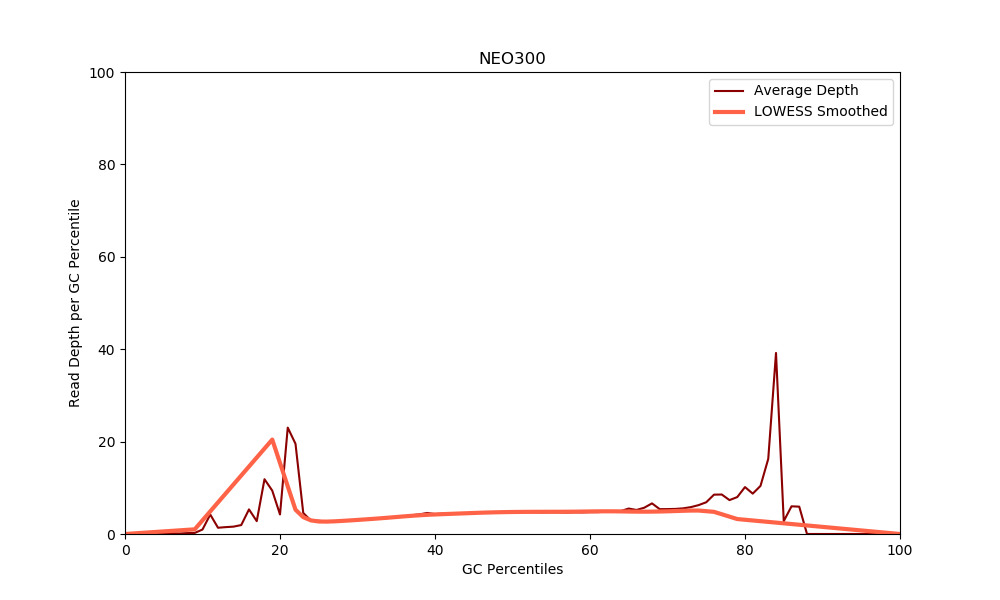 NEO300
Average Depth
LOWESS Smoothed
Read Depth per GC Percentile
100
80
60
40
20
0
0 20 40 60 80 100
GC Percentiles